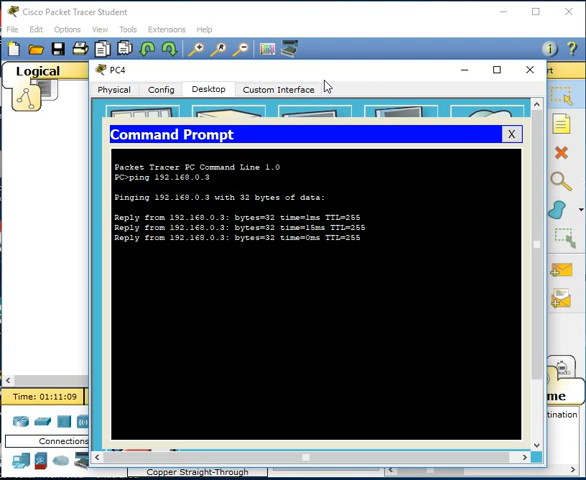 Cisco Packet Tracer Student
File Edit Options View Tools Extensions Help
Logical
PC4
Physical Config Desktop Custom Interface
Command Prompt X
Packet Tracer PC Command Line 1.0
PC>ping 192.168.0.3
Pinging 192.168.0.3 with 32 bytes of data:
Reply from 192.168.0.3: bytes=32 time=1ms TTL=255
Reply from 192.168.0.3: bytes=32 time=15ms TTL=255
Reply from 192.168.0.3: bytes=32 time=0ms TTL=255
Time: 01:11:09
me
tination
Connections
Copper Straight-Through